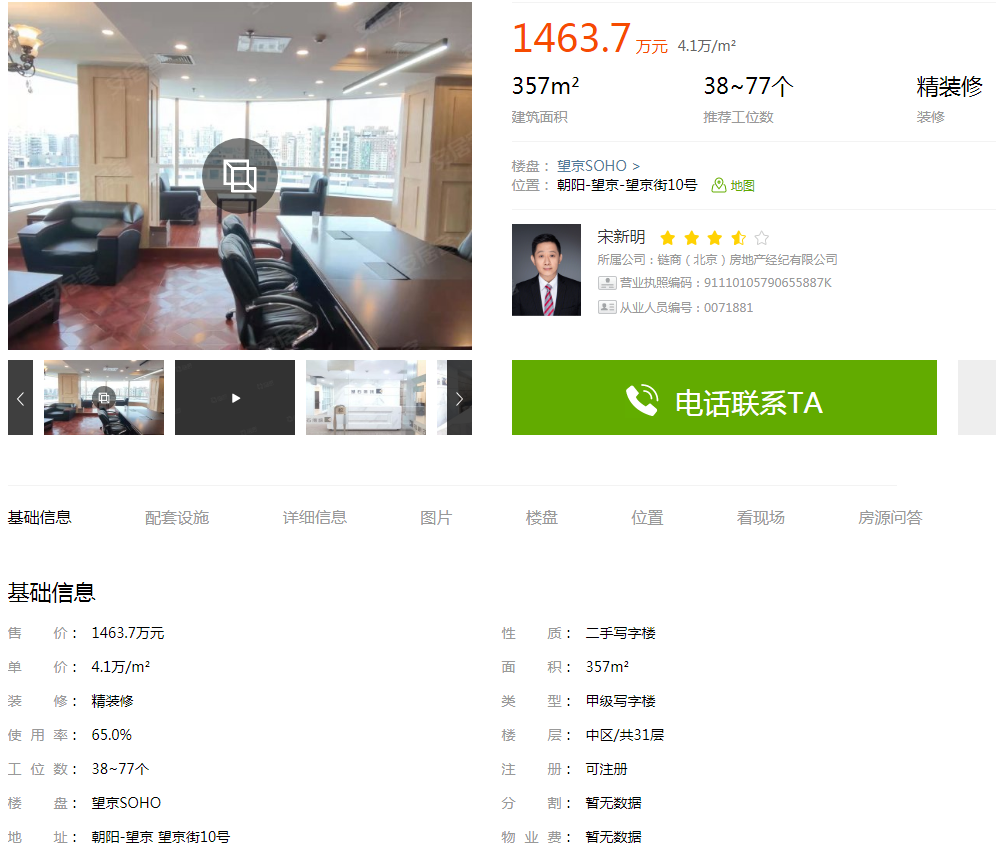 1463.7 万元 4.1万/m²
357m² 38~77个 精装修
建筑面积 推荐工位数 装修
楼盘： 望京SOHO >
位置： 朝阳-望京-望京街10号 地图
宋新明
所属公司：链商（北京）房地产经纪有限公司
营业执照编码：91110105790655887K
从业人员编号：0071881
电话联系TA
基础信息 配套设施 详细信息 图片 楼盘 位置 看现场 房源问答
基础信息
售价： 1463.7万元 性质： 二手写字楼
单价： 4.1万/m² 面积： 357m²
装修： 精装修 类型： 甲级写字楼
使用率： 65.0% 楼层： 中区/共31层
工位数： 38~77个 注册： 可注册
楼盘： 望京SOHO 分割： 暂无数据
地址： 朝阳-望京 望京街10号 物业费： 暂无数据